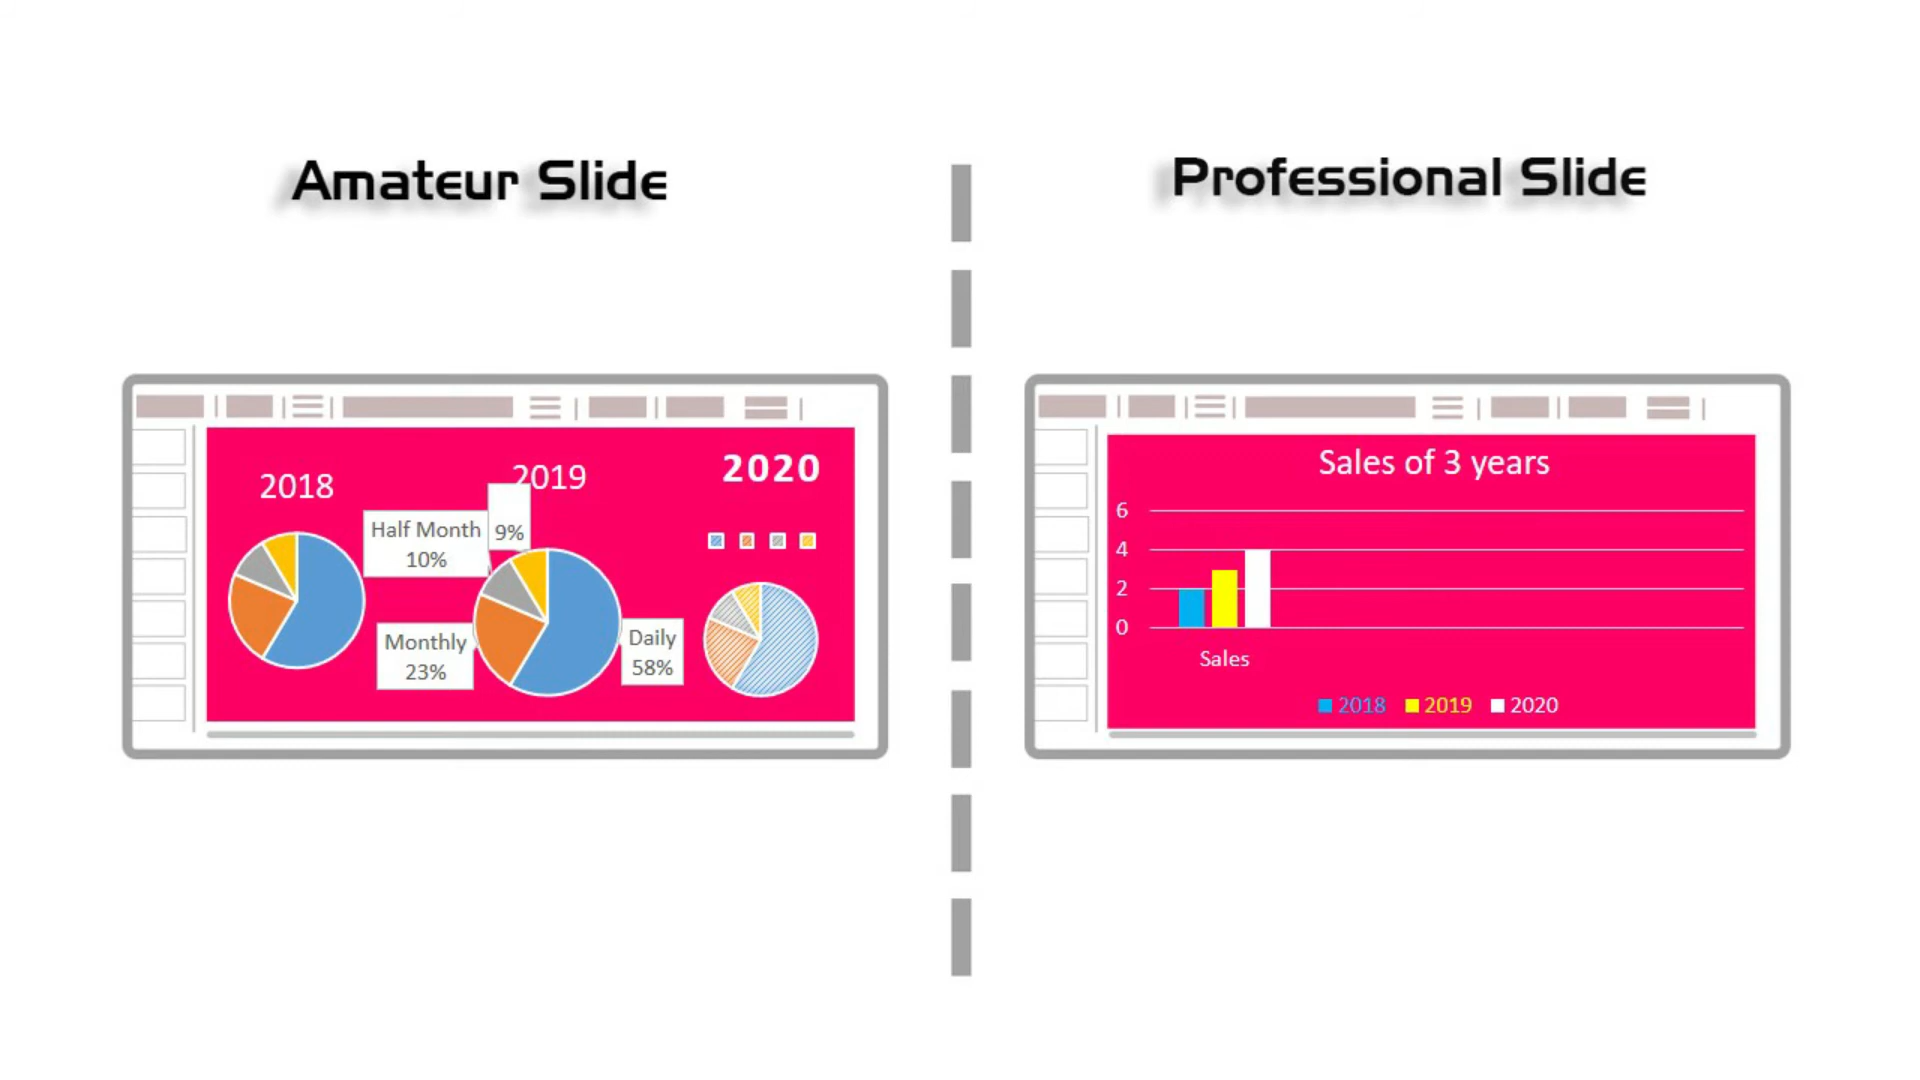 Amateur Slide
Professional Slide
2018
2019
2020
Half Month
10%
9%
Monthly
23%
Daily
58%
Sales of 3 years
6
4
2
0
Sales
2018 2019 2020